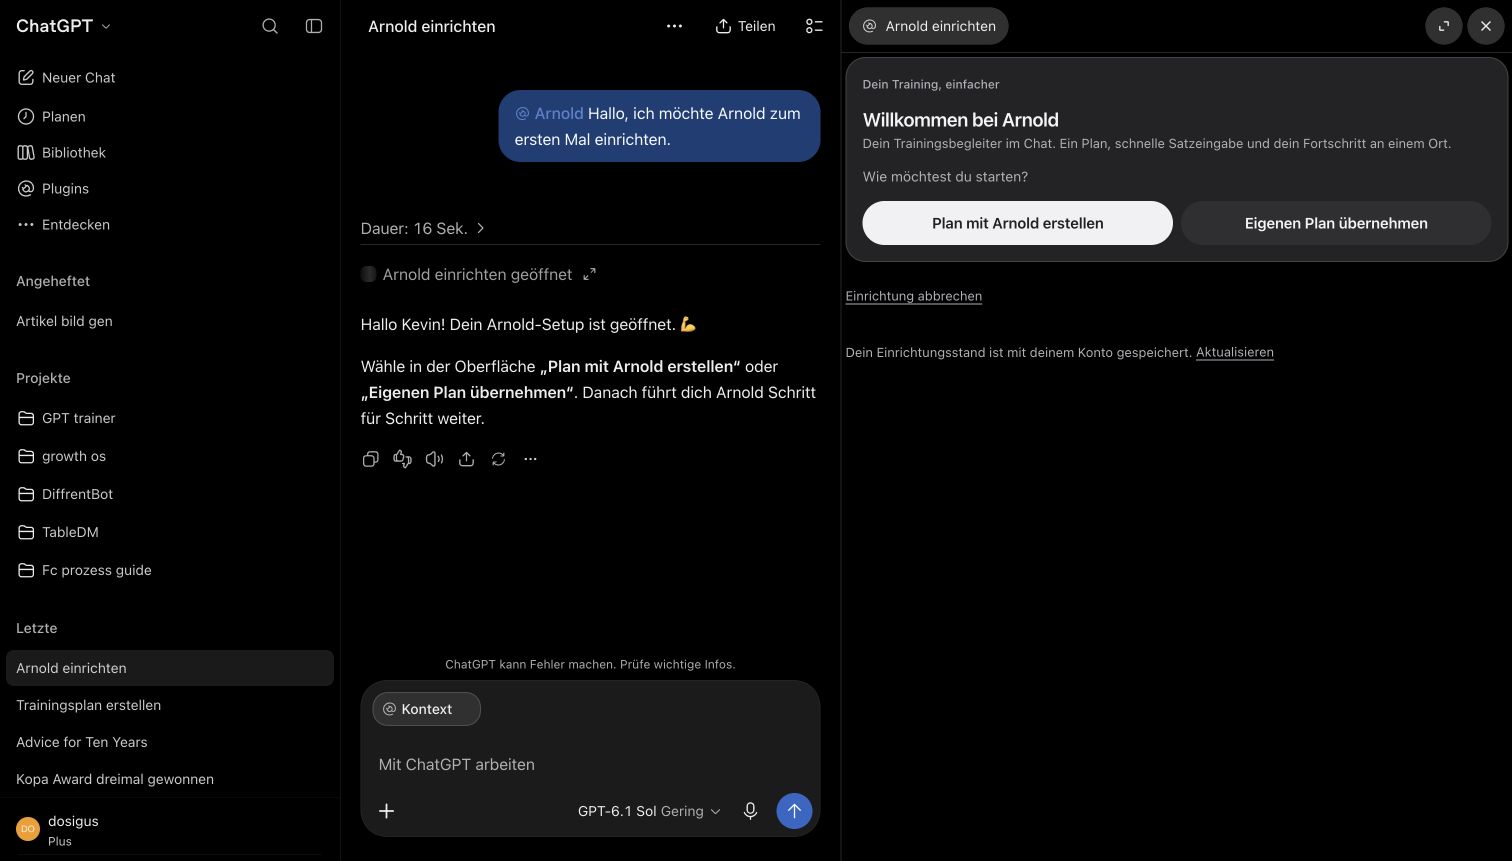 ChatGPT
Neuer Chat
Planen
Bibliothek
Plugins
Entdecken
Angeheftet
Artikel bild gen
Projekte
GPT trainer
growth os
DiffrentBot
TableDM
Fc prozess guide
Letzte
Arnold einrichten
Trainingsplan erstellen
Advice for Ten Years
Kopa Award dreimal gewonnen
DO
dosigus
Plus
Arnold einrichten
Teilen
Arnold Hallo, ich möchte Arnold zum
ersten Mal einrichten.
Dauer: 16 Sek.
Arnold einrichten geöffnet
Hallo Kevin! Dein Arnold-Setup ist geöffnet. 💪
Wähle in der Oberfläche „Plan mit Arnold erstellen“ oder
„Eigenen Plan übernehmen“. Danach führt dich Arnold Schritt
für Schritt weiter.
ChatGPT kann Fehler machen. Prüfe wichtige Infos.
Kontext
Mit ChatGPT arbeiten
GPT-6.1 Sol Gering
Arnold einrichten
Dein Training, einfacher
Willkommen bei Arnold
Dein Trainingsbegleiter im Chat. Ein Plan, schnelle Satzeingabe und dein Fortschritt an einem Ort.
Wie möchtest du starten?
Plan mit Arnold erstellen
Eigenen Plan übernehmen
Einrichtung abbrechen
Dein Einrichtungsstand ist mit deinem Konto gespeichert. Aktualisieren